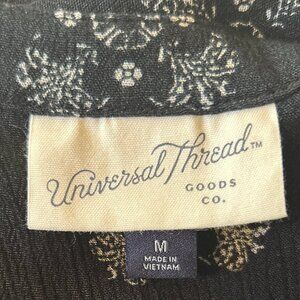 Universal Thread™
GOODS
CO.
M
MADE IN
VIETNAM